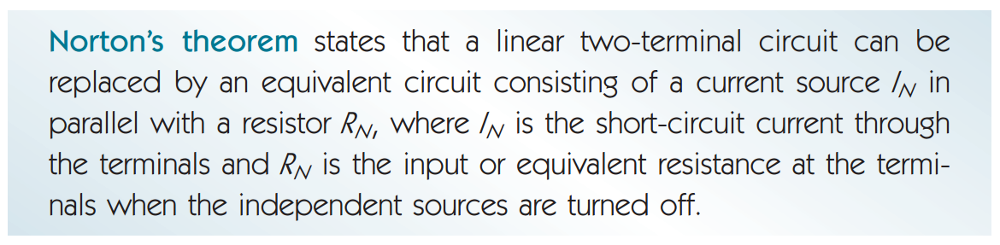 Norton's theorem states that a linear two-terminal circuit can be
replaced by an equivalent circuit consisting of a current source I_N in
parallel with a resistor R_N, where I_N is the short-circuit current through
the terminals and R_N is the input or equivalent resistance at the termi-
nals when the independent sources are turned off.